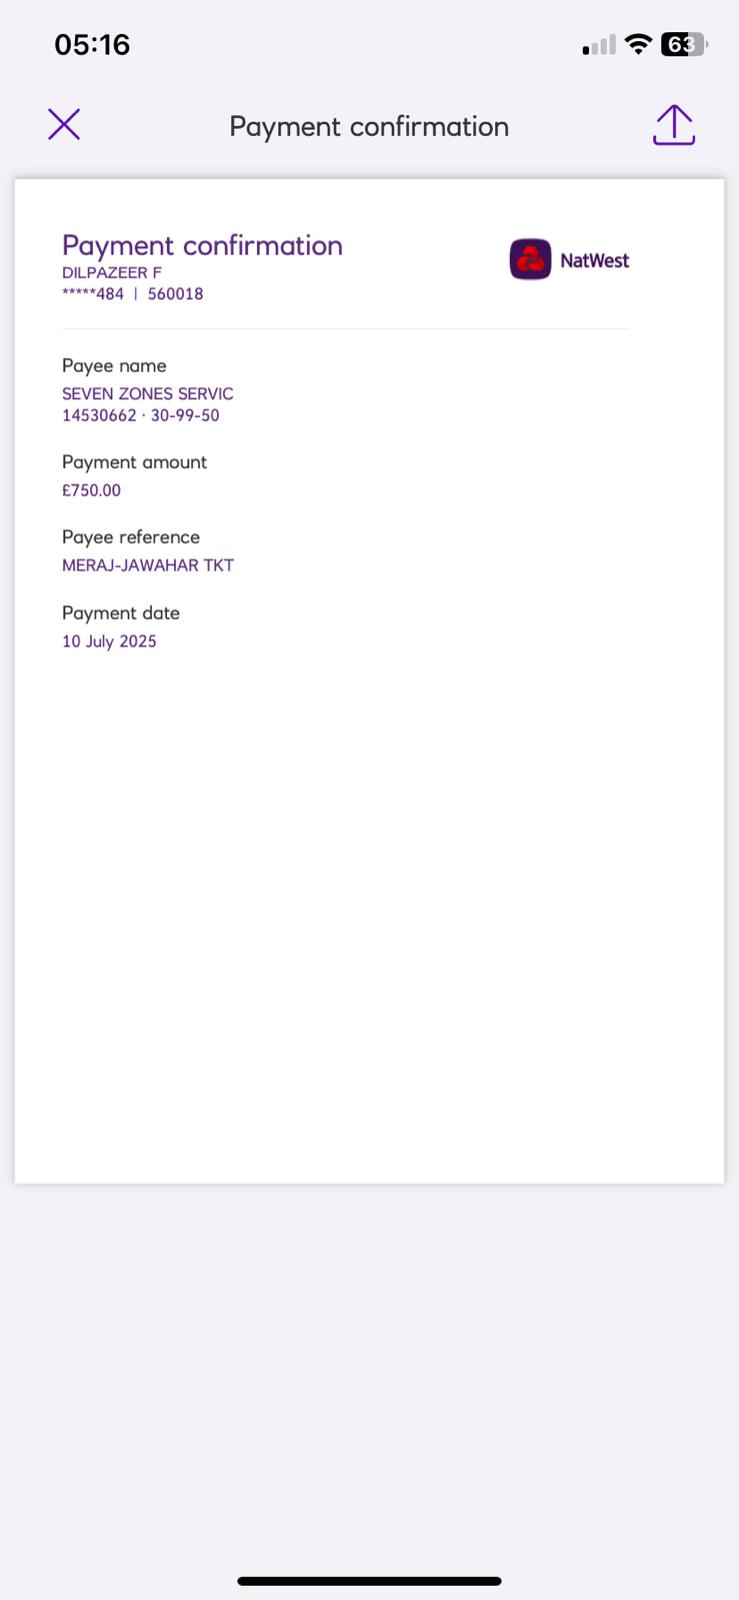 05:16
63
Payment confirmation
Payment confirmation
DILPAZEER F
*****484 | 560018
NatWest
Payee name
SEVEN ZONES SERVIC
14530662 · 30-99-50
Payment amount
£750.00
Payee reference
MERAJ-JAWAHAR TKT
Payment date
10 July 2025